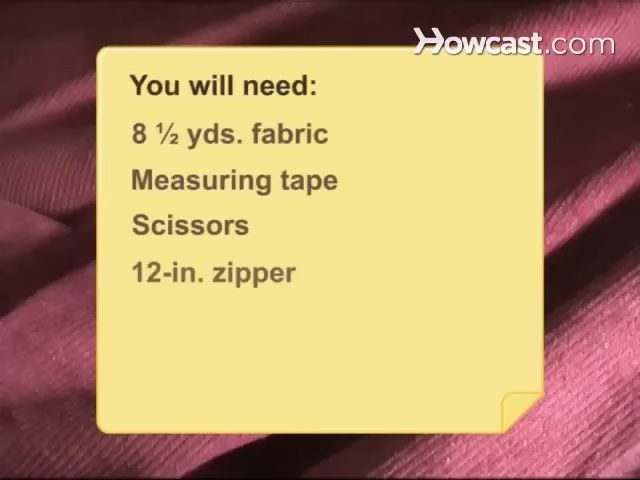 Howcast.com
You will need:
8 ½ yds. fabric
Measuring tape
Scissors
12-in. zipper